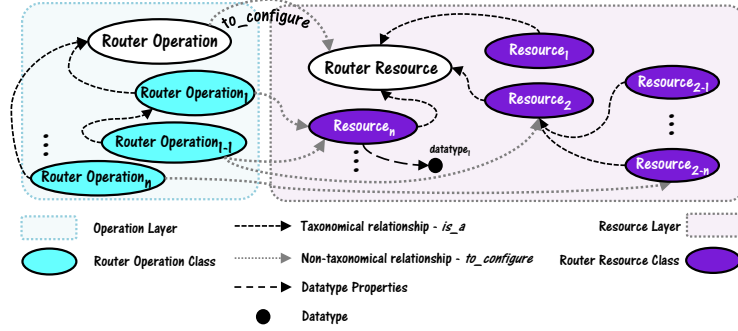 to_configure
Router Operation
Router Resource
Resource₁
Router Operation₁
Resource₂
Resource₂₋₁
Resourceₙ
Router Operation₁₋₁
datatype₁
Router Operationₙ
Resource₂₋ₙ
Operation Layer
Taxonomical relationship - is_a
Resource Layer
Router Operation Class
Non-taxonomical relationship - to_configure
Router Resource Class
Datatype Properties
Datatype